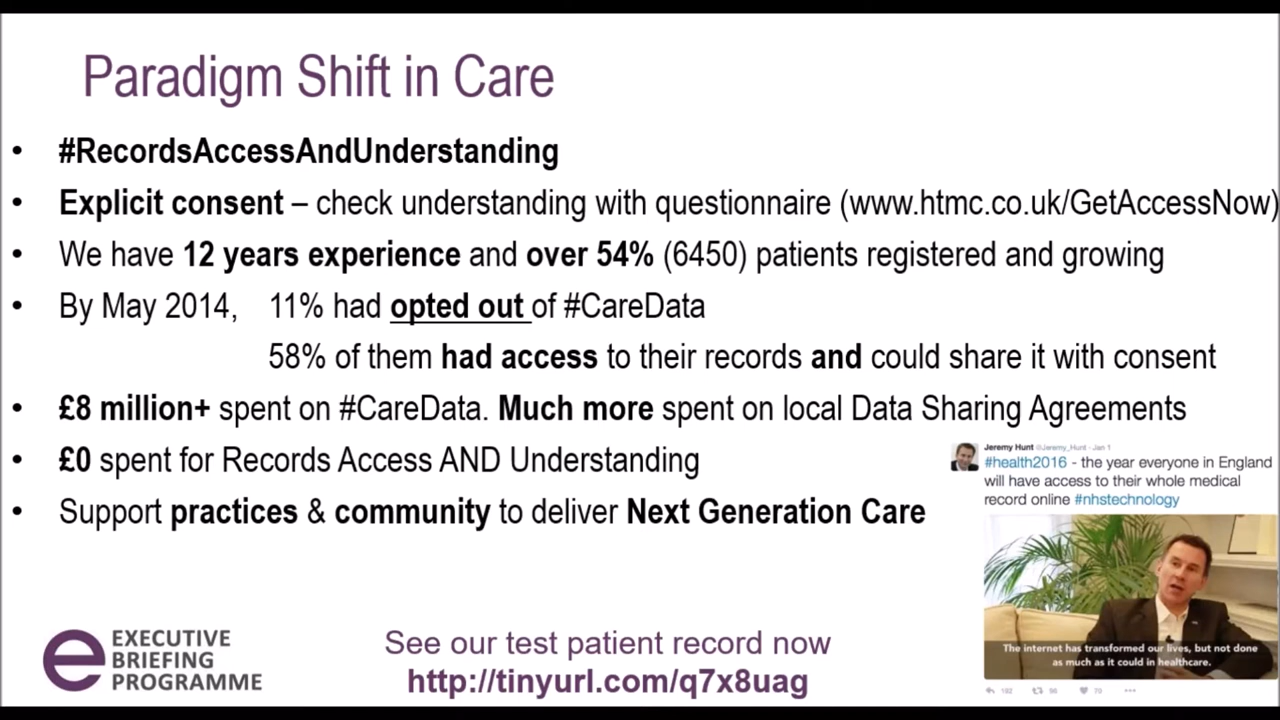 Paradigm Shift in Care
• #RecordsAccessAndUnderstanding
• Explicit consent – check understanding with questionnaire (www.htmc.co.uk/GetAccessNow)
• We have 12 years experience and over 54% (6450) patients registered and growing
• By May 2014, 11% had opted out of #CareData
58% of them had access to their records and could share it with consent
• £8 million+ spent on #CareData. Much more spent on local Data Sharing Agreements
• £0 spent for Records Access AND Understanding
• Support practices & community to deliver Next Generation Care
Jeremy Hunt @Jeremy_Hunt · Jan 1
#health2016 - the year everyone in England
will have access to their whole medical
record online #nhstechnology
The internet has transformed our lives, but not done
as much as it could in healthcare.
70
e EXECUTIVE
BRIEFING
PROGRAMME
See our test patient record now
http://tinyurl.com/q7x8uag